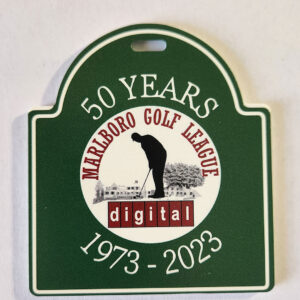 50 YEARS
MARLBORO GOLF LEAGUE
digital
1973 - 2023